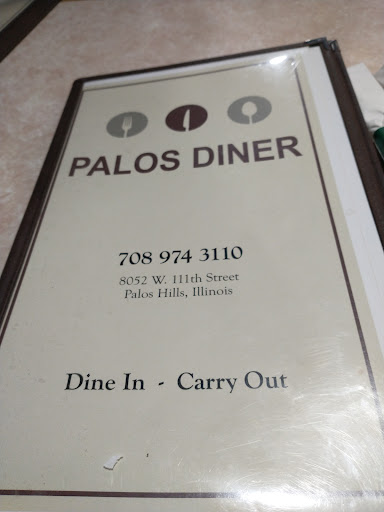 PALOS DINER
708 974 3110
8052 W. 111th Street
Palos Hills, Illinois
Dine In - Carry Out